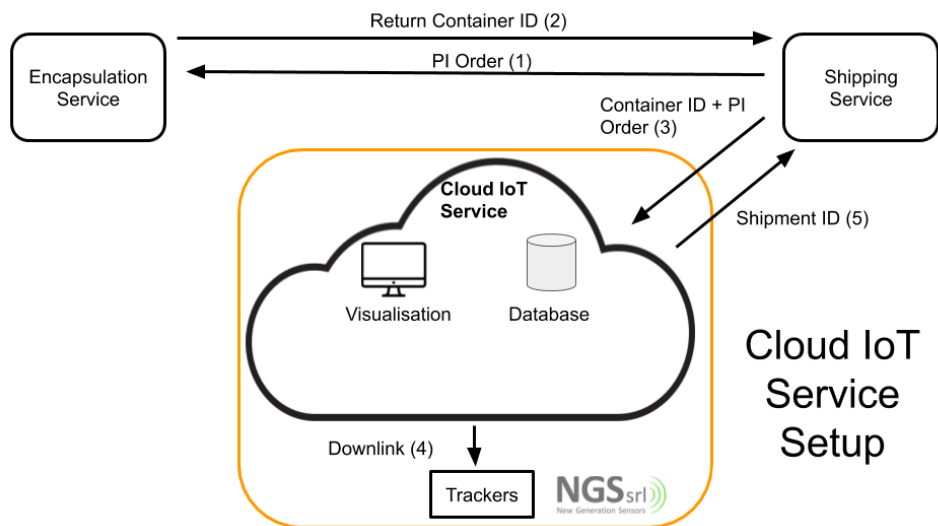 Return Container ID (2)
PI Order (1)
Encapsulation
Service
Shipping
Service
Container ID + PI
Order (3)
Cloud IoT
Service
Shipment ID (5)
Visualisation
Database
Cloud IoT
Service
Setup
Downlink (4)
Trackers
NGS srl
New Generation Sensors